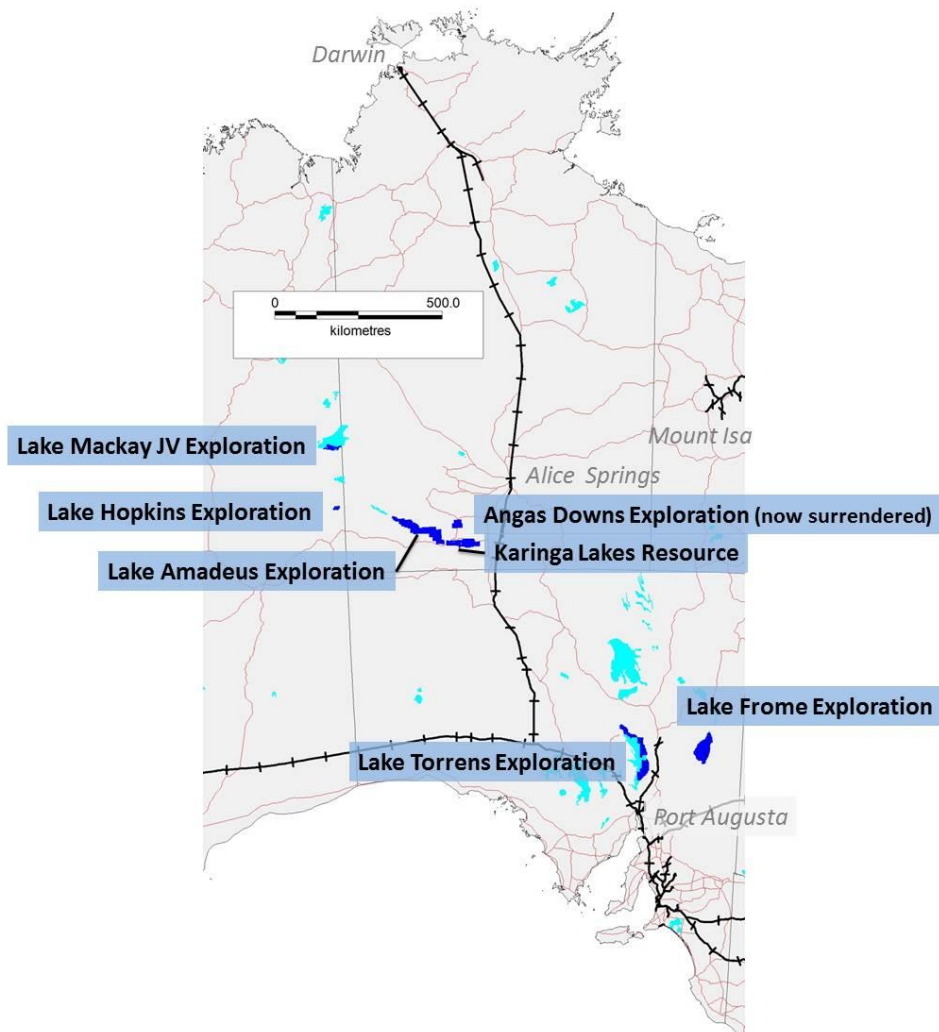 Darwin
0 500.0
kilometres
Mount Isa
Lake Mackay JV Exploration
Alice Springs
Lake Hopkins Exploration
Angas Downs Exploration (now surrendered)
Karinga Lakes Resource
Lake Amadeus Exploration
Lake Frome Exploration
Lake Torrens Exploration
Port Augusta